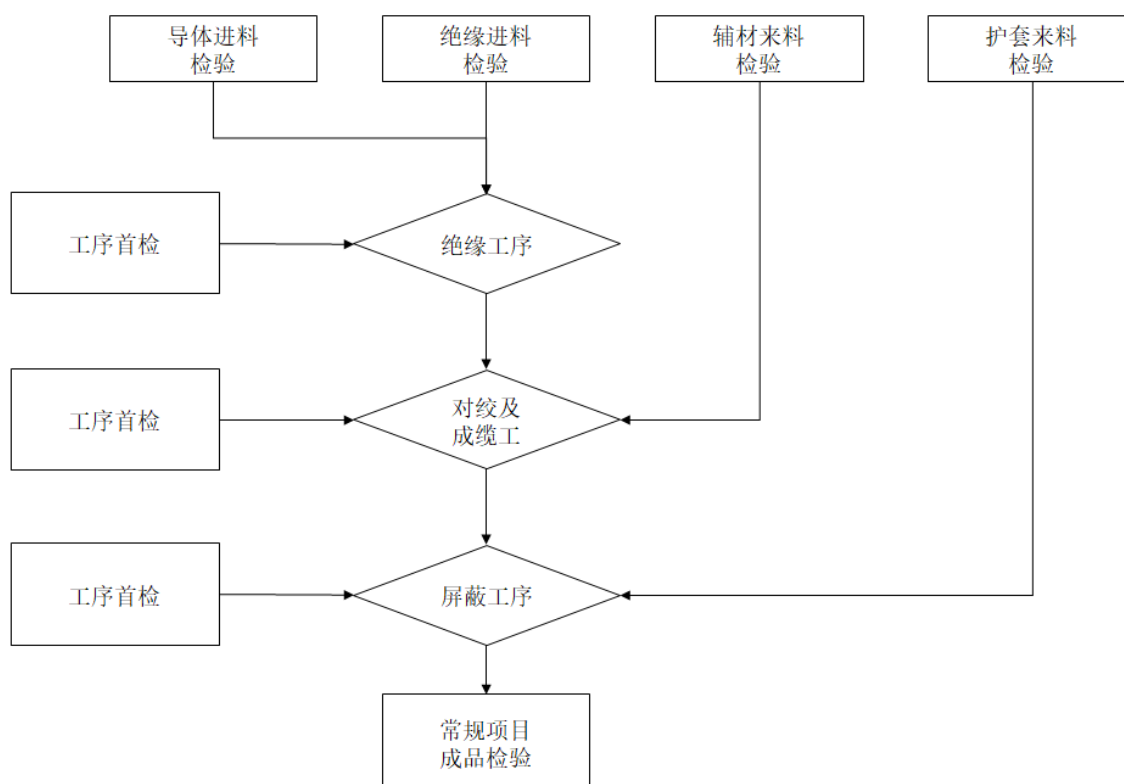 导体进料
检验
绝缘进料
检验
辅材来料
检验
护套来料
检验
工序首检
绝缘工序
工序首检
对绞及
成缆工
工序首检
屏蔽工序
常规项目
成品检验